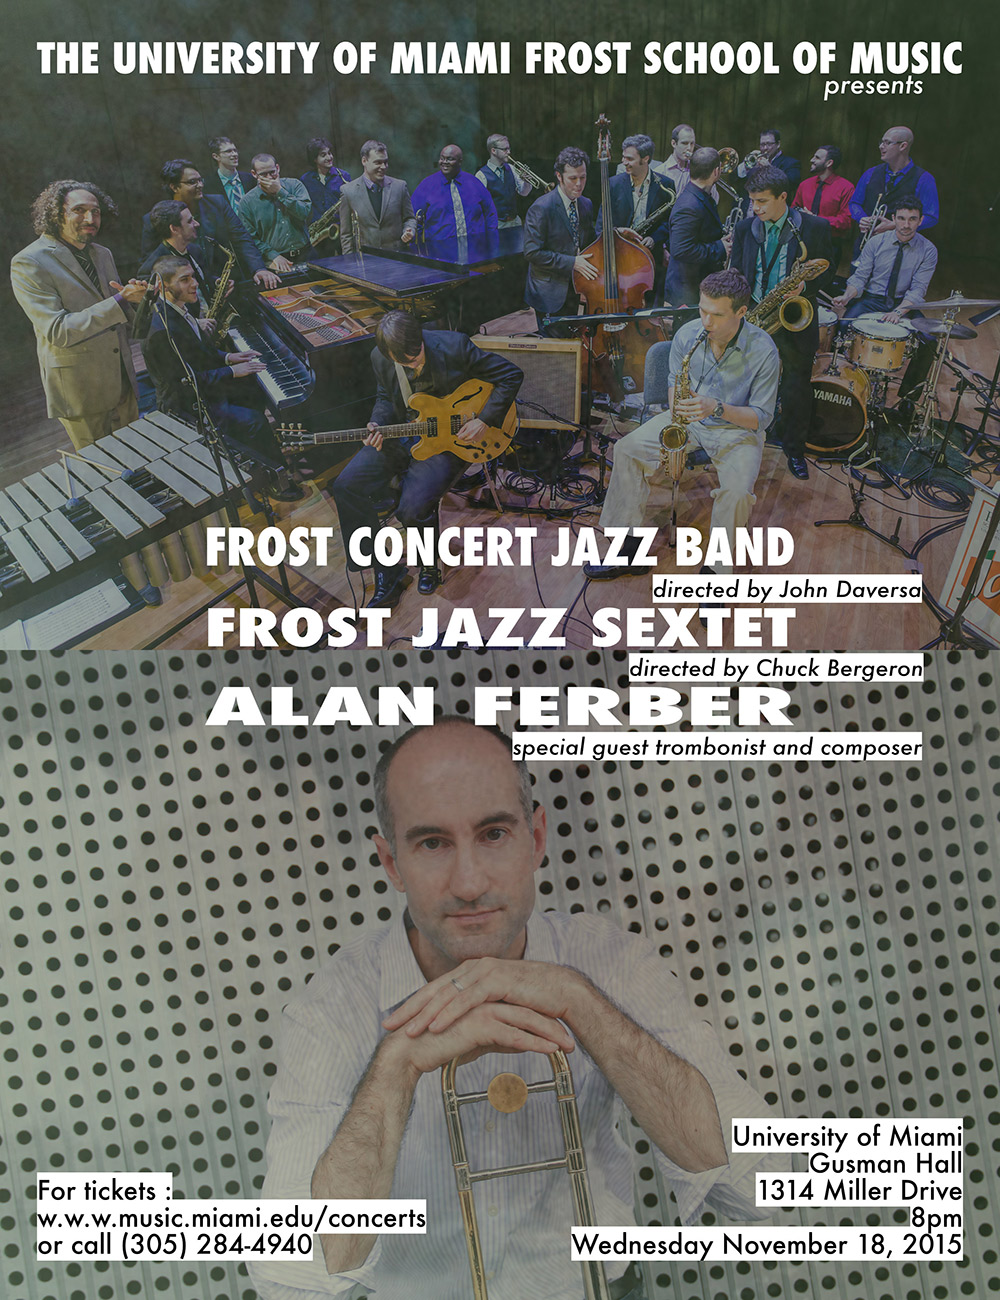 THE UNIVERSITY OF MIAMI FROST SCHOOL OF MUSIC
presents
YAMAHA
FROST CONCERT JAZZ BAND
directed by John Daversa
FROST JAZZ SEXTET
directed by Chuck Bergeron
ALAN FERBER
special guest trombonist and composer
For tickets :
w.w.w.music.miami.edu/concerts
or call (305) 284-4940
University of Miami
Gusman Hall
1314 Miller Drive
8pm
Wednesday November 18, 2015